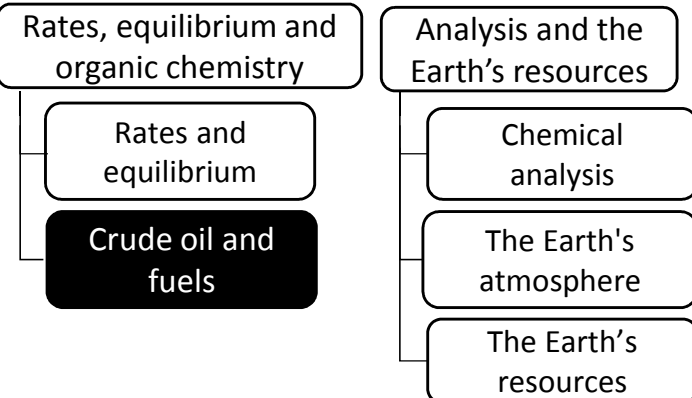 Rates, equilibrium and
organic chemistry
Rates and
equilibrium
Crude oil and
fuels
Analysis and the
Earth’s resources
Chemical
analysis
The Earth's
atmosphere
The Earth’s
resources